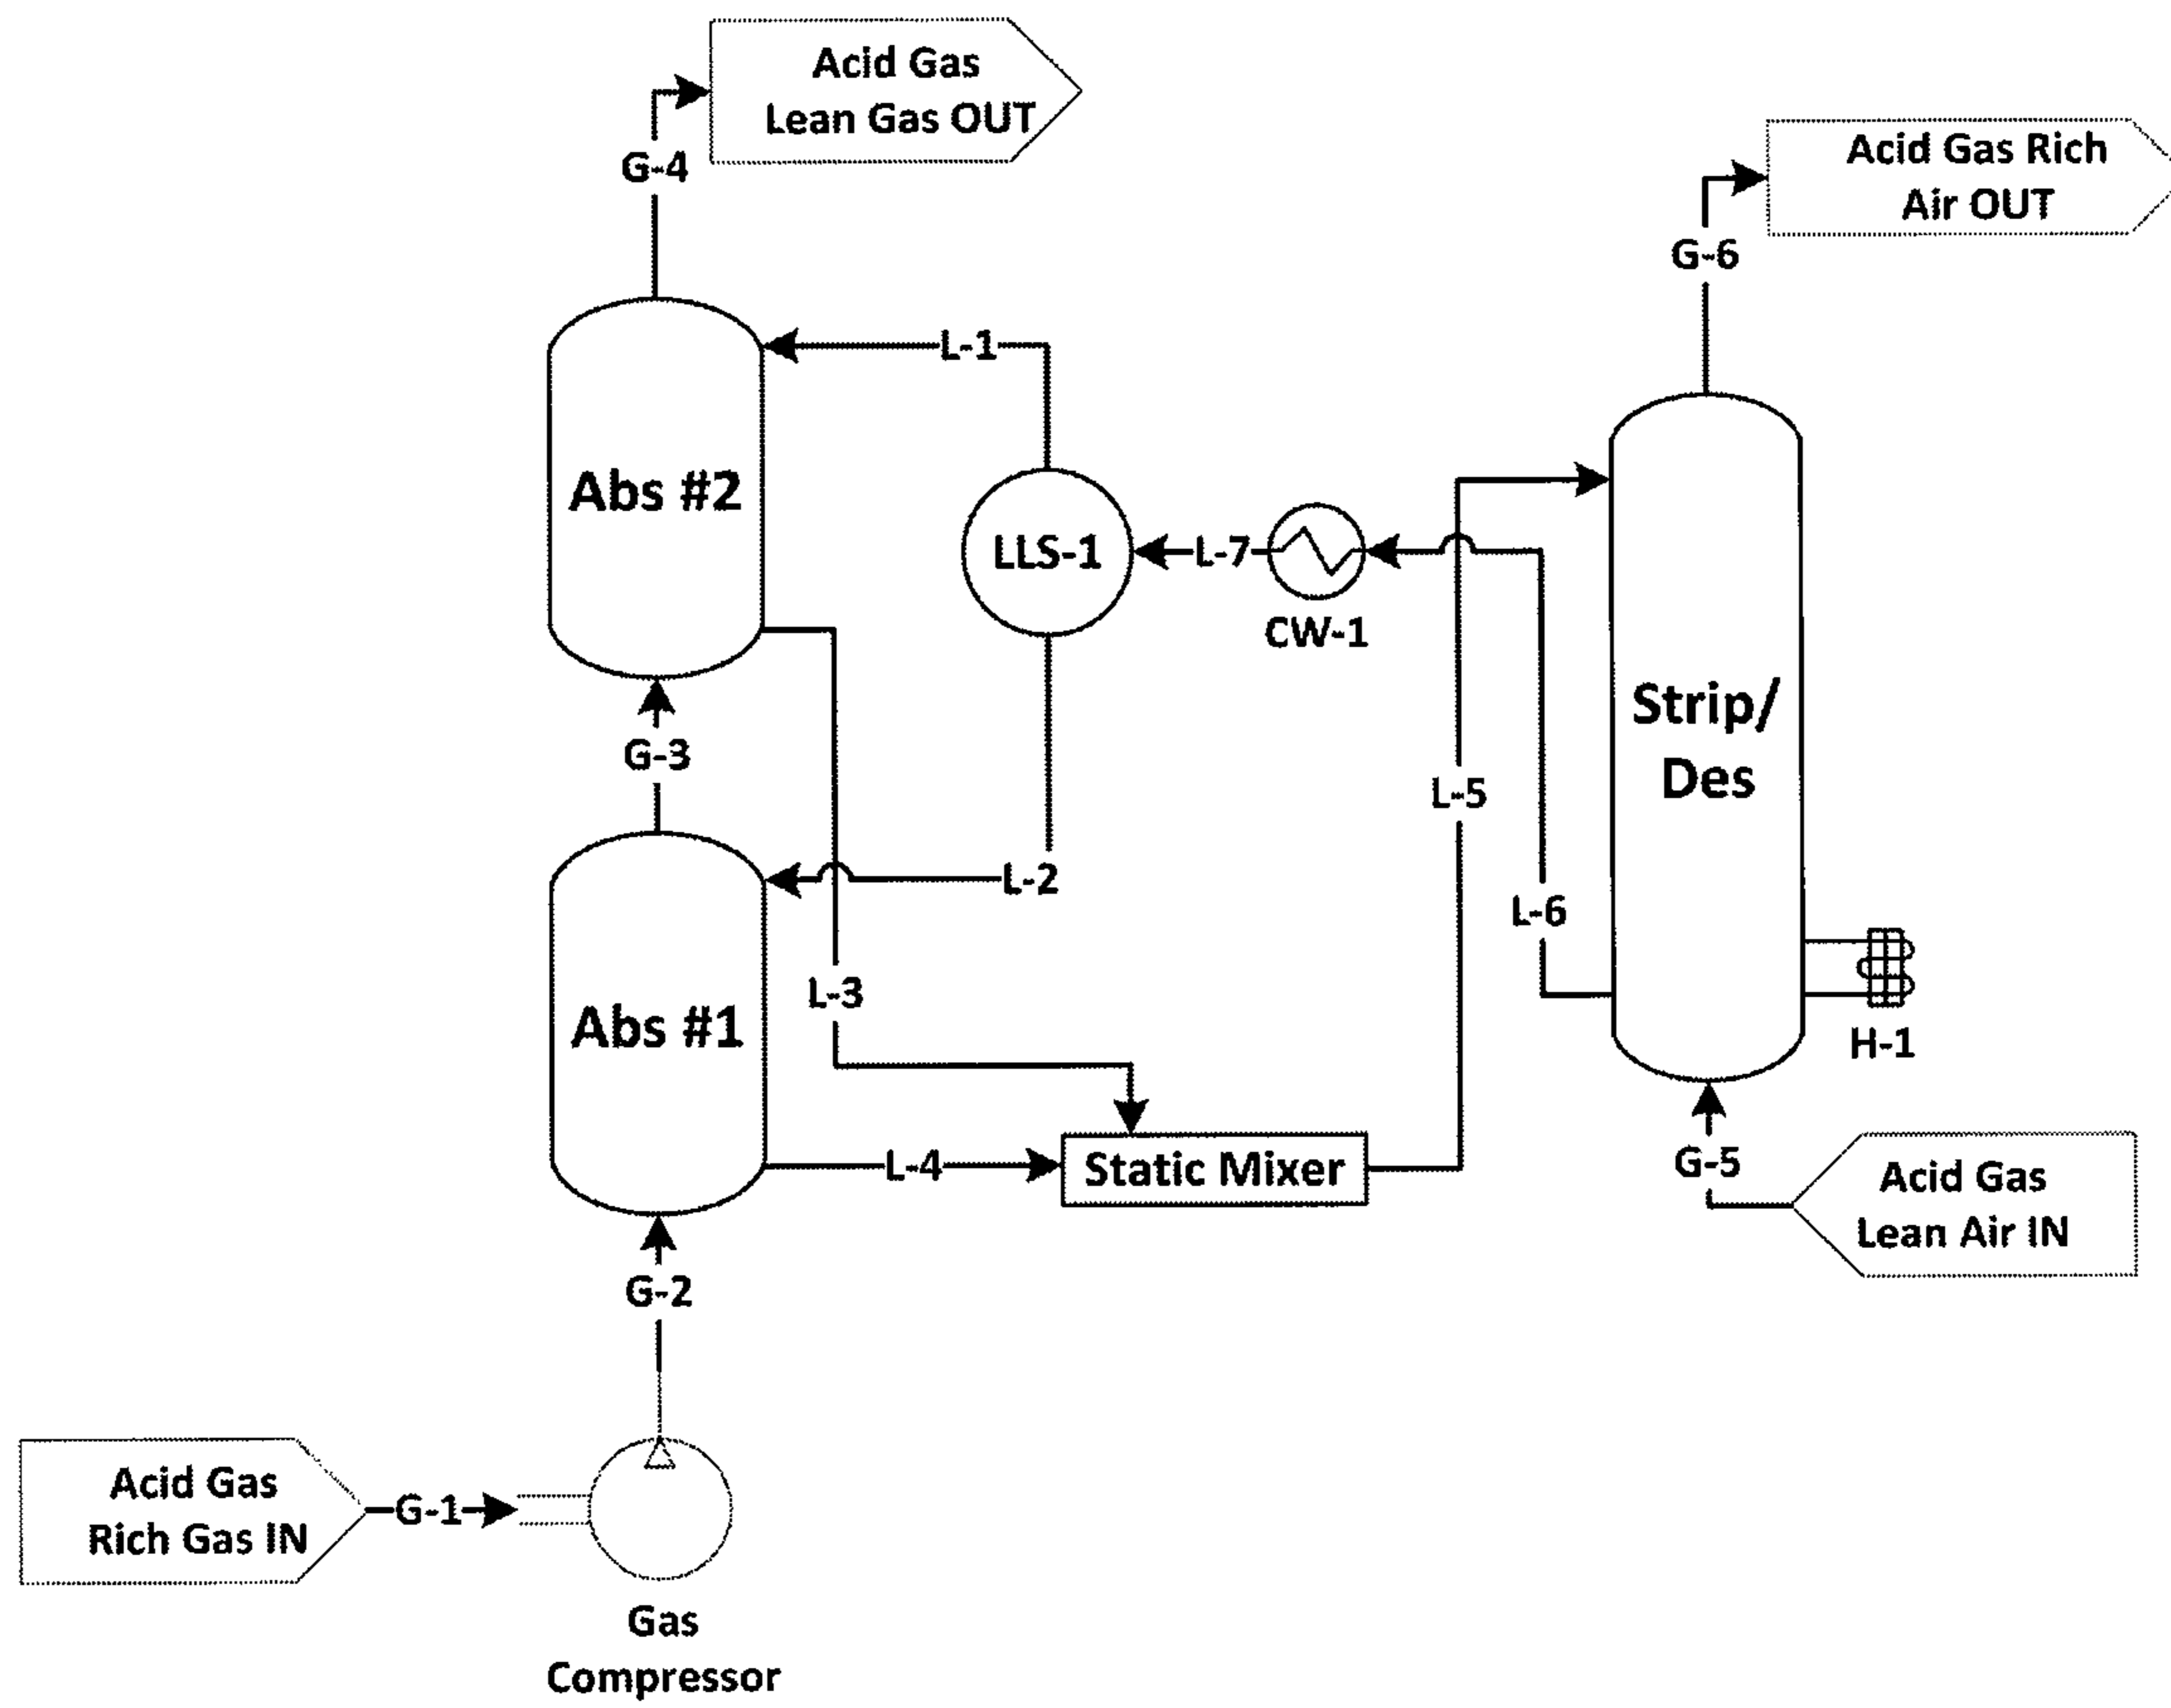 Acid Gas
Lean Gas OUT
Acid Gas Rich
Air OUT
G-4
G-6
L-1
Abs #2
LLS-1
L-7
CW-1
Strip/
Des
G-3
L-5
L-2
L-6
L-3
Abs #1
H-1
L-4
Static Mixer
G-5
Acid Gas
Lean Air IN
G-2
Acid Gas
Rich Gas IN
G-1
Gas
Compressor